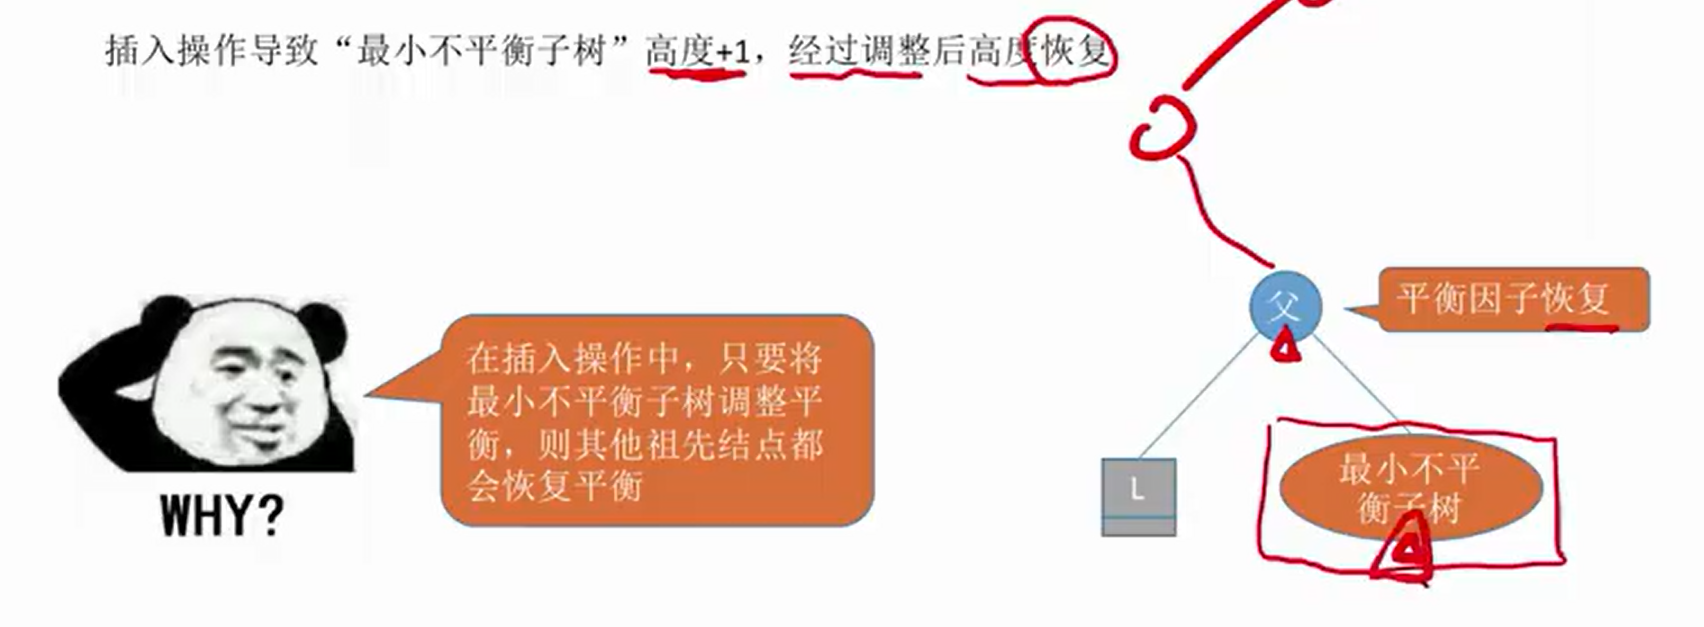 插入操作导致“最小不平衡子树”高度+1，经过调整后高度恢复
父
平衡因子恢复
在插入操作中，只要将
最小不平衡子树调整平
衡，则其他祖先结点都
会恢复平衡
WHY?
L
最小不平
衡子树